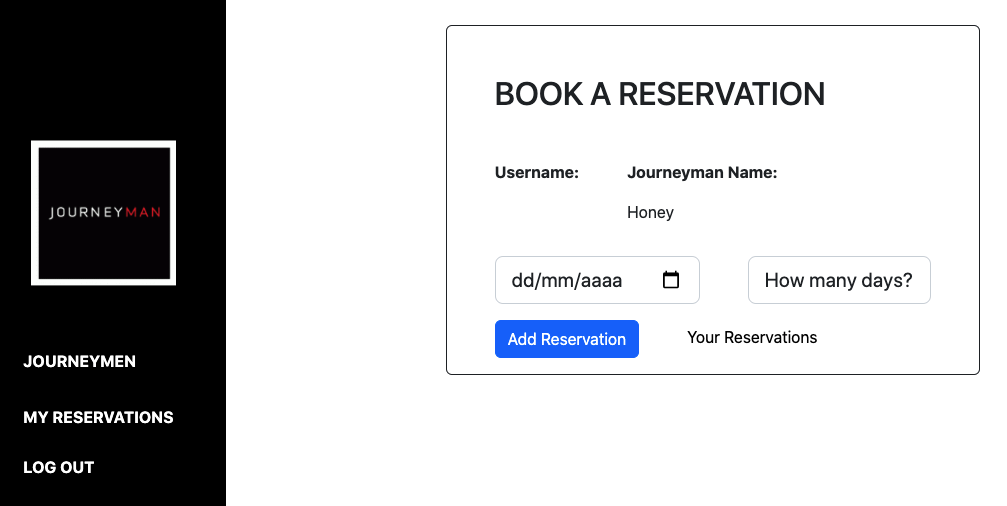 JOURNEYMAN
JOURNEYMEN
MY RESERVATIONS
LOG OUT
BOOK A RESERVATION
Username: Journeyman Name:
Honey
dd/mm/aaaa How many days?
Add Reservation Your Reservations